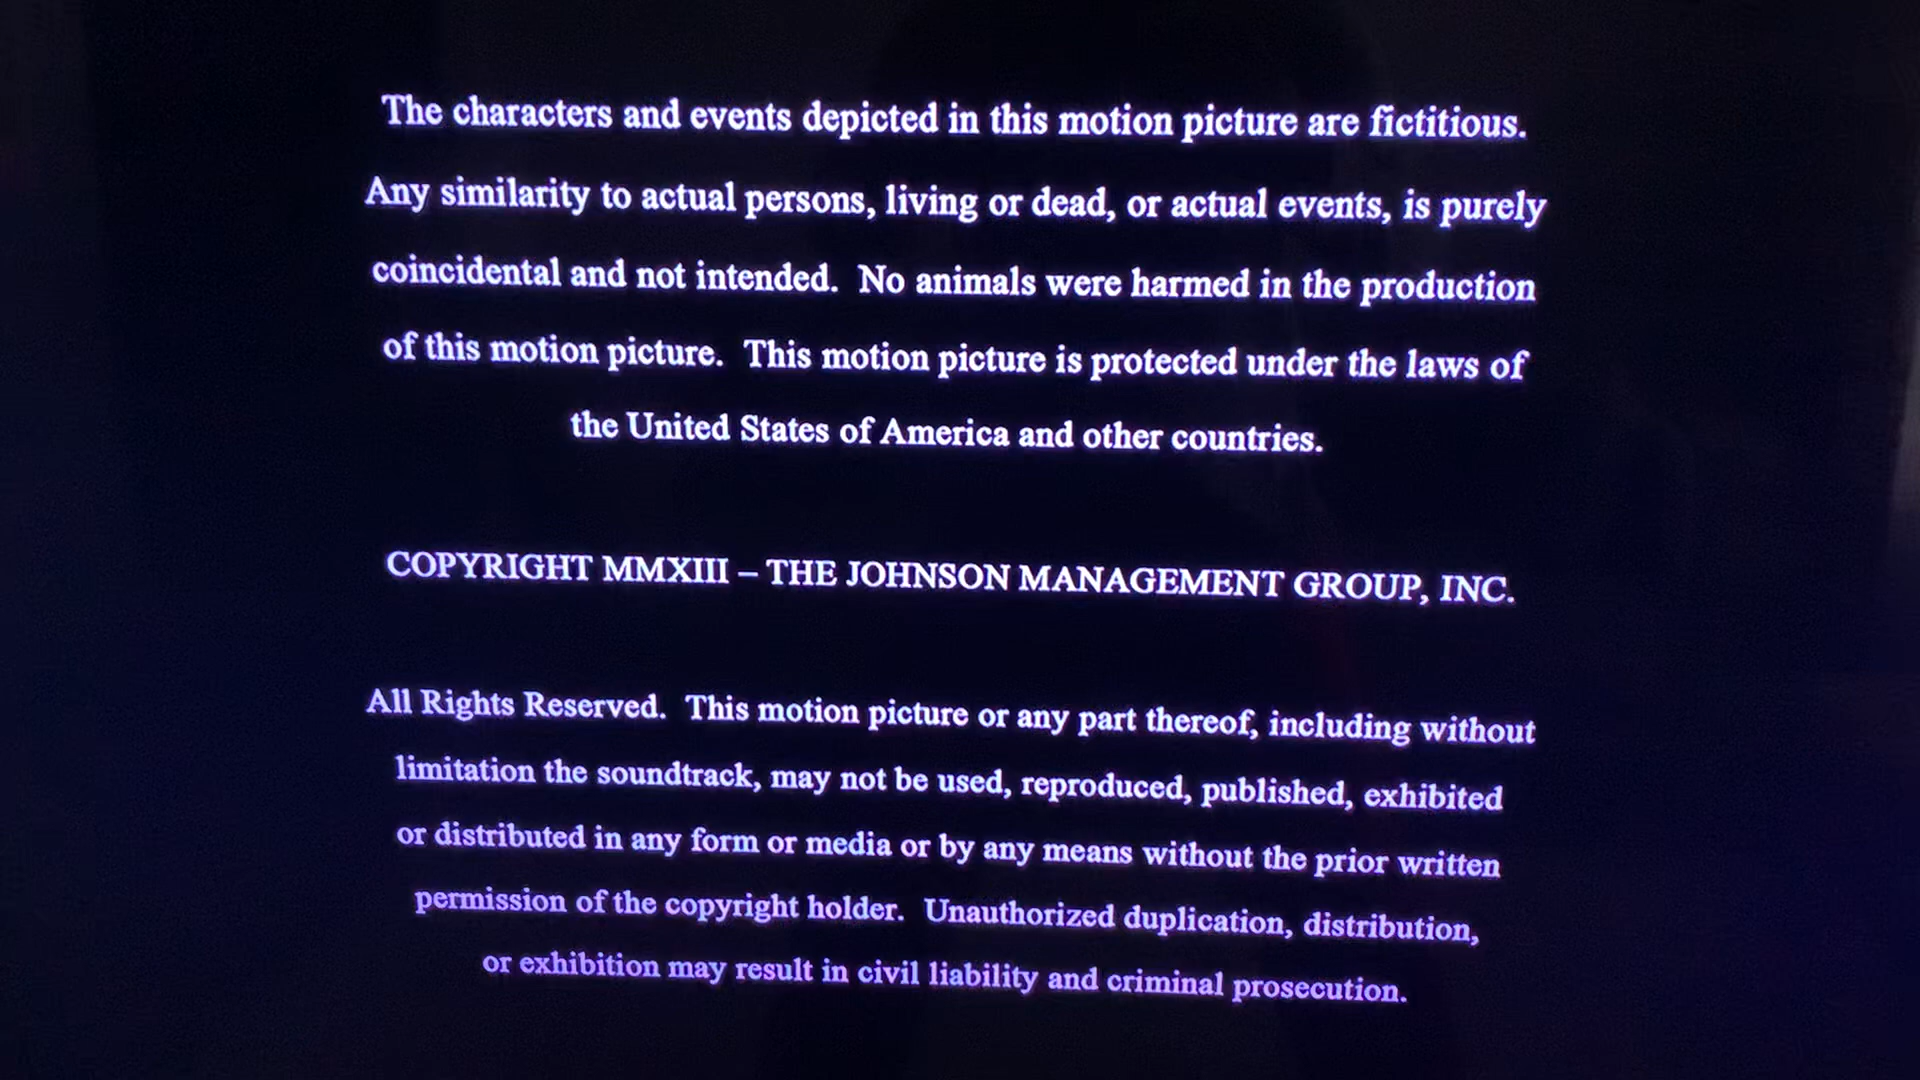 The characters and events depicted in this motion picture are fictitious.
Any similarity to actual persons, living or dead, or actual events, is purely
coincidental and not intended.  No animals were harmed in the production
of this motion picture.  This motion picture is protected under the laws of
the United States of America and other countries.
COPYRIGHT MMXIII – THE JOHNSON MANAGEMENT GROUP, INC.
All Rights Reserved.  This motion picture or any part thereof, including without
limitation the soundtrack, may not be used, reproduced, published, exhibited
or distributed in any form or media or by any means without the prior written
permission of the copyright holder.  Unauthorized duplication, distribution,
or exhibition may result in civil liability and criminal prosecution.